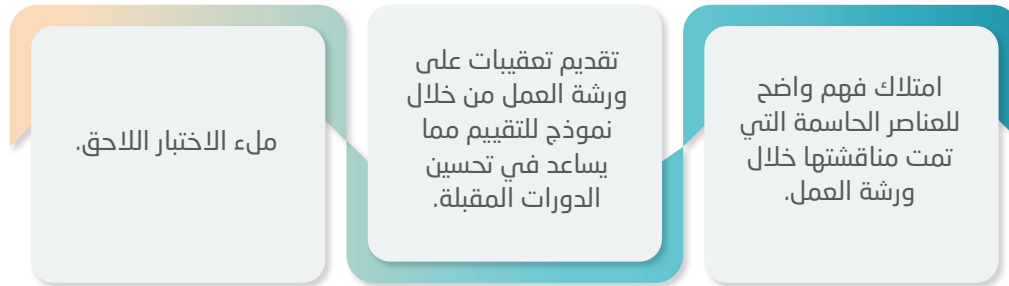 امتلاك فهم واضح
للعناصر الحاسمة التي
تمت مناقشتها خلال
ورشة العمل.
تقديم تعقيبات على
ورشة العمل من خلال
نموذج للتقييم مما
يساعد في تحسين
الدورات المقبلة.
ملء الاختبار اللاحق.